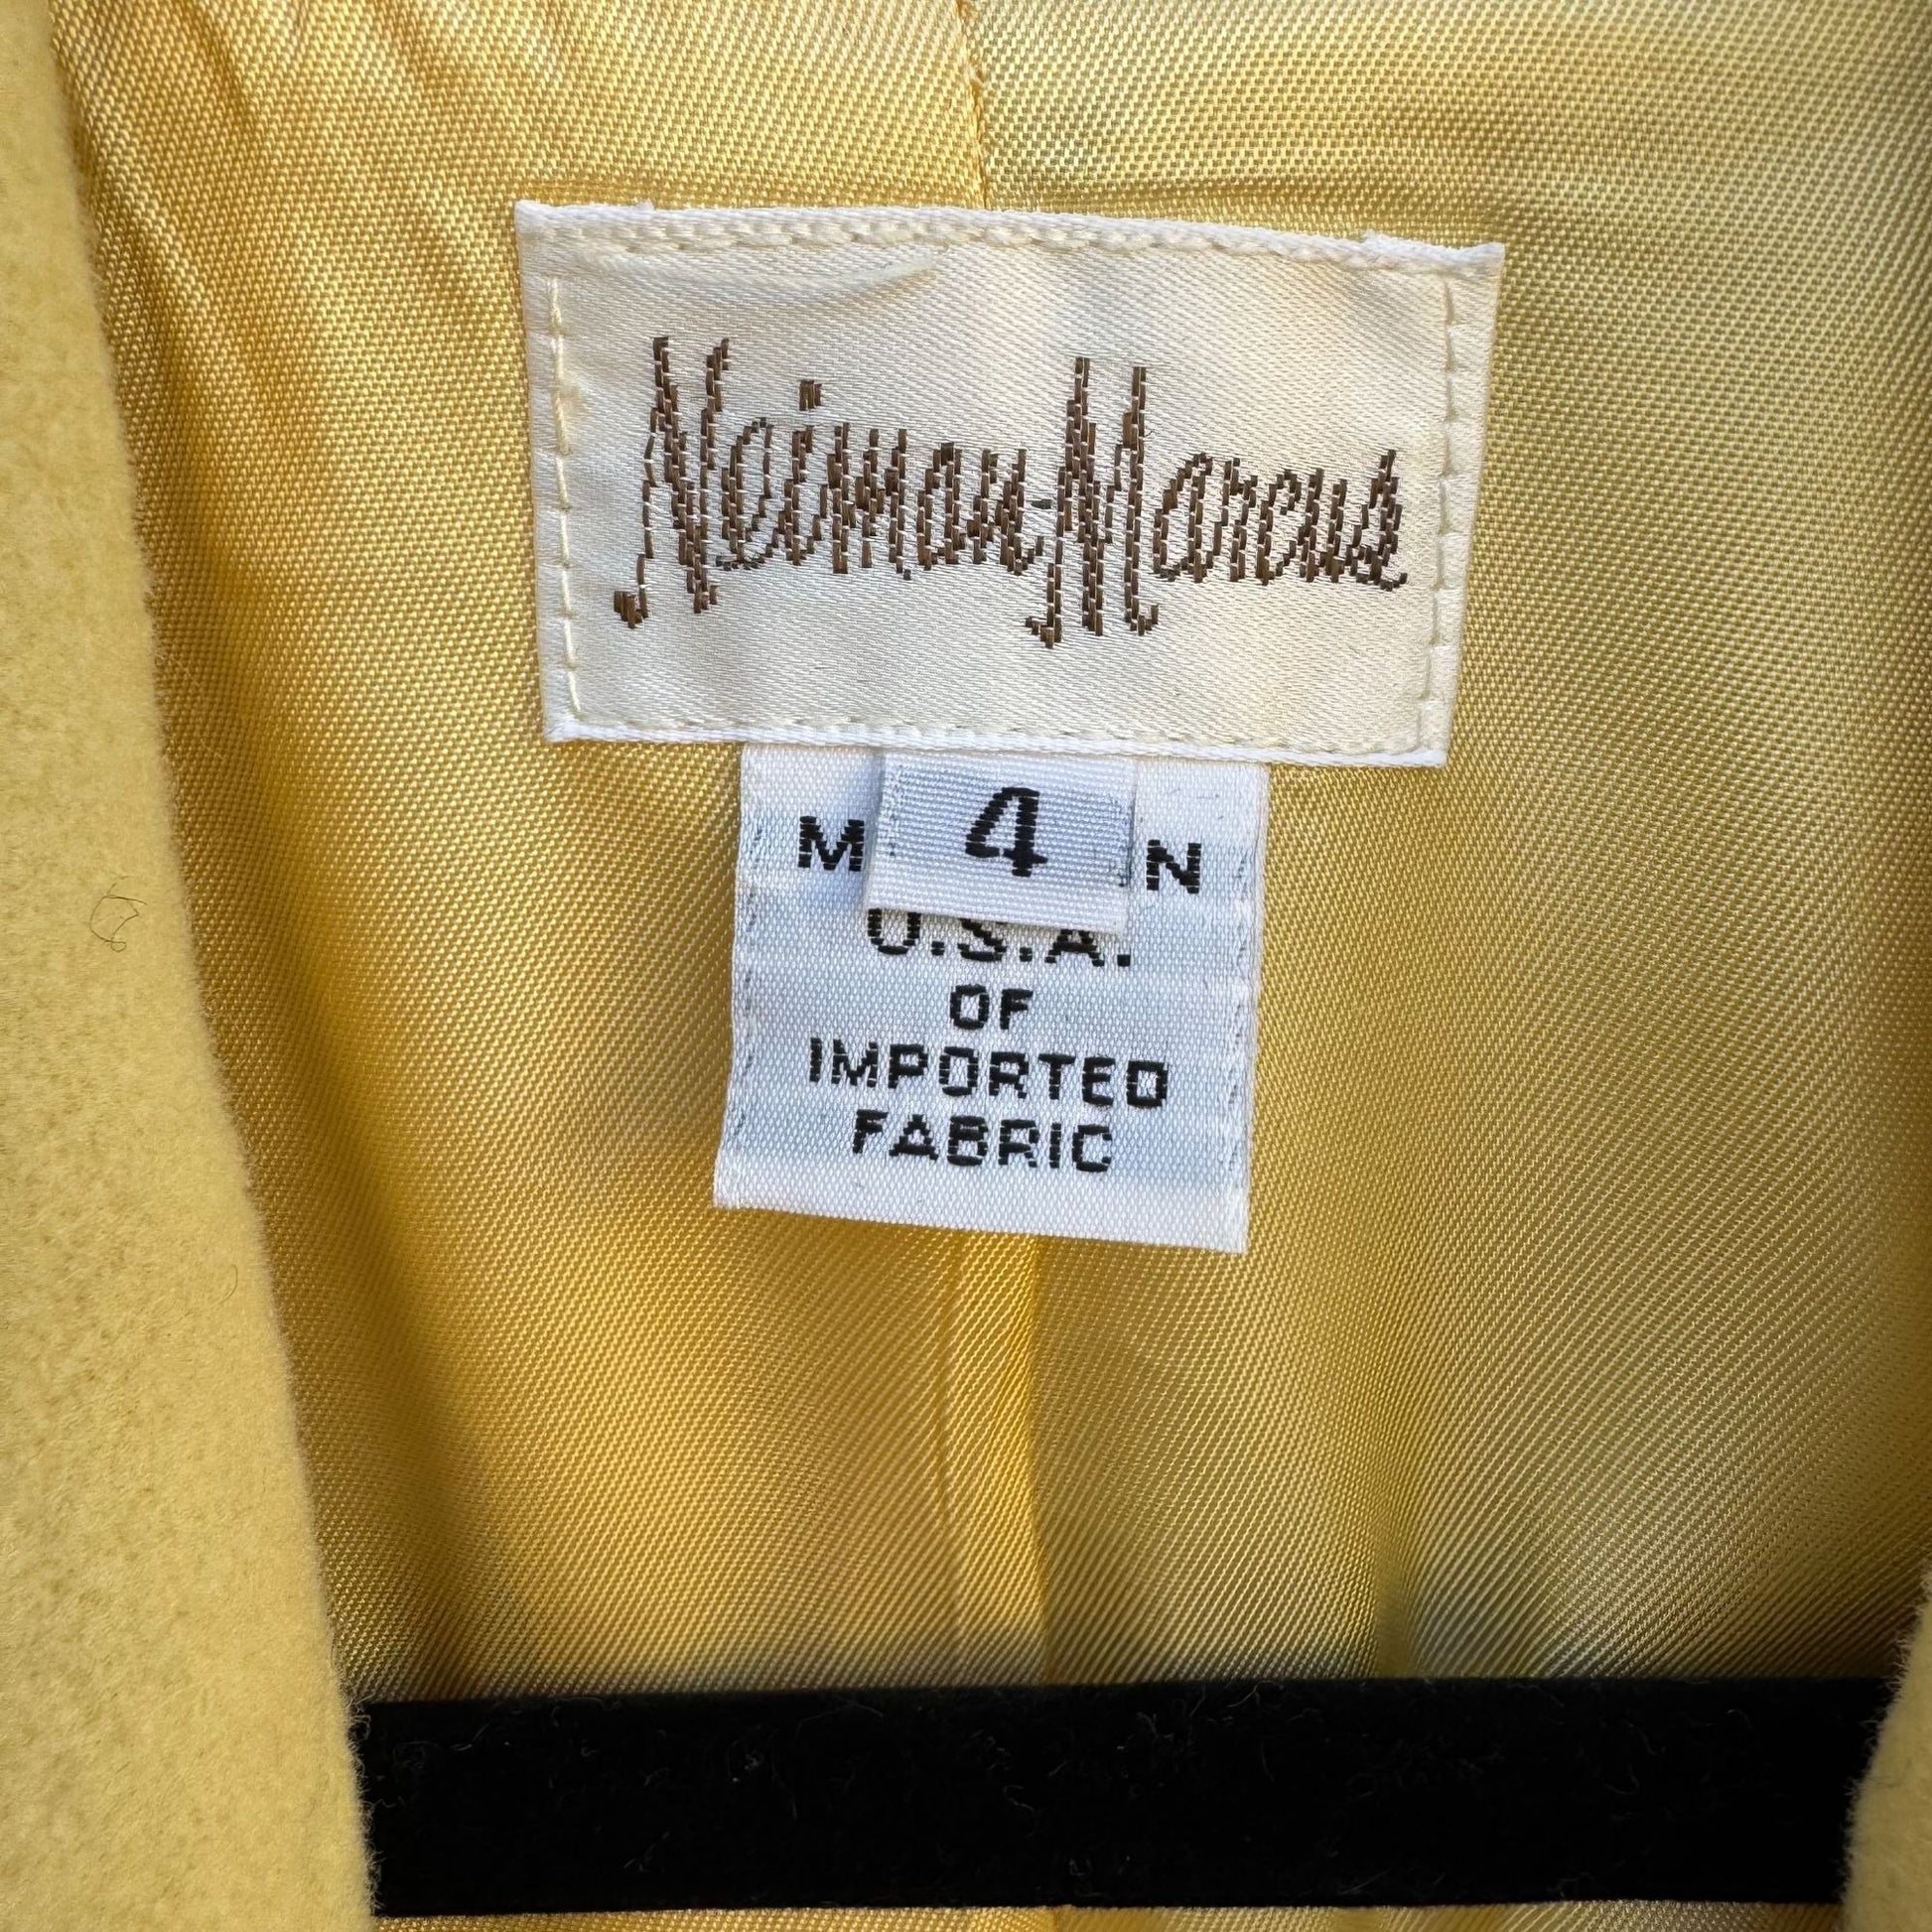 Neiman-Marcus
4
M N
U.S.A.
OF
IMPORTED
FABRIC